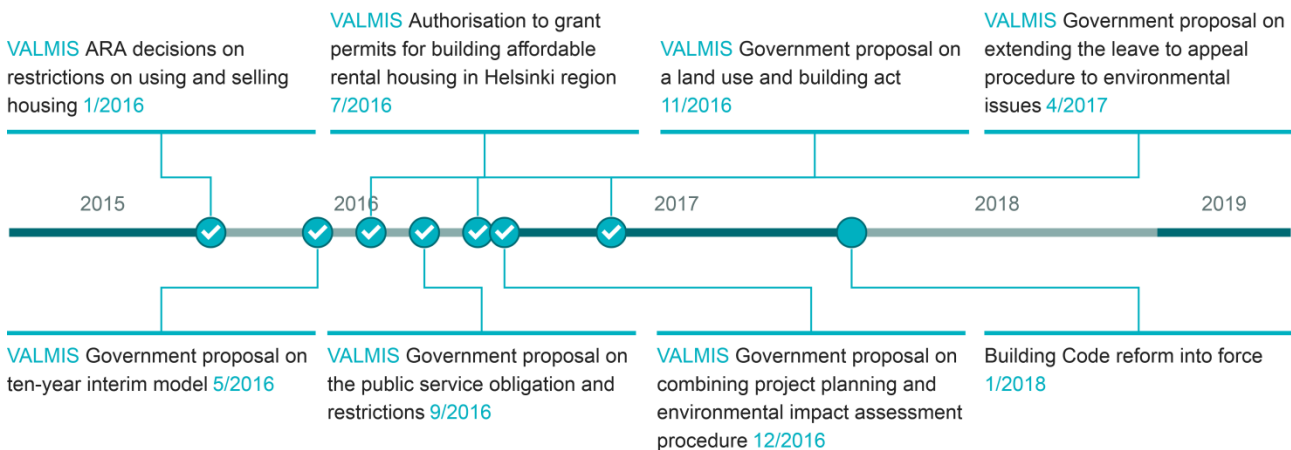 VALMIS ARA decisions on
restrictions on using and selling
housing 1/2016
VALMIS Authorisation to grant
permits for building affordable
rental housing in Helsinki region
7/2016
VALMIS Government proposal on
a land use and building act
11/2016
VALMIS Government proposal on
extending the leave to appeal
procedure to environmental
issues 4/2017
2015
2016
2017
2018
2019
VALMIS Government proposal on
ten-year interim model 5/2016
VALMIS Government proposal on
the public service obligation and
restrictions 9/2016
VALMIS Government proposal on
combining project planning and
environmental impact assessment
procedure 12/2016
Building Code reform into force
1/2018